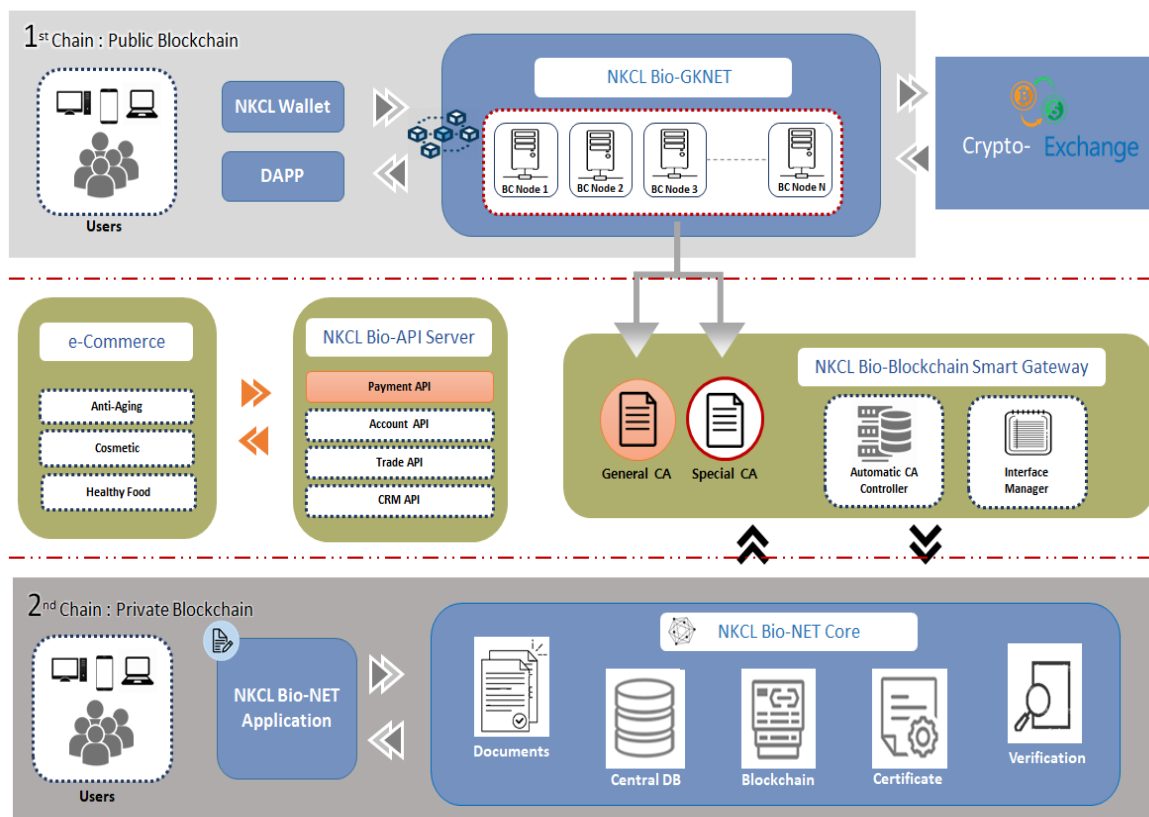 1st Chain : Public Blockchain
Users
NKCL Wallet
DAPP
NKCL Bio-GKNET
BC Node 1
BC Node 2
BC Node 3
BC Node N
Crypto- Exchange
e-Commerce
Anti-Aging
Cosmetic
Healthy Food
NKCL Bio-API Server
Payment API
Account API
Trade API
CRM API
NKCL Bio-Blockchain Smart Gateway
General CA
Special CA
Automatic CA
Controller
Interface
Manager
2nd Chain : Private Blockchain
Users
NKCL Bio-NET
Application
NKCL Bio-NET Core
Documents
Central DB
Blockchain
Certificate
Verification